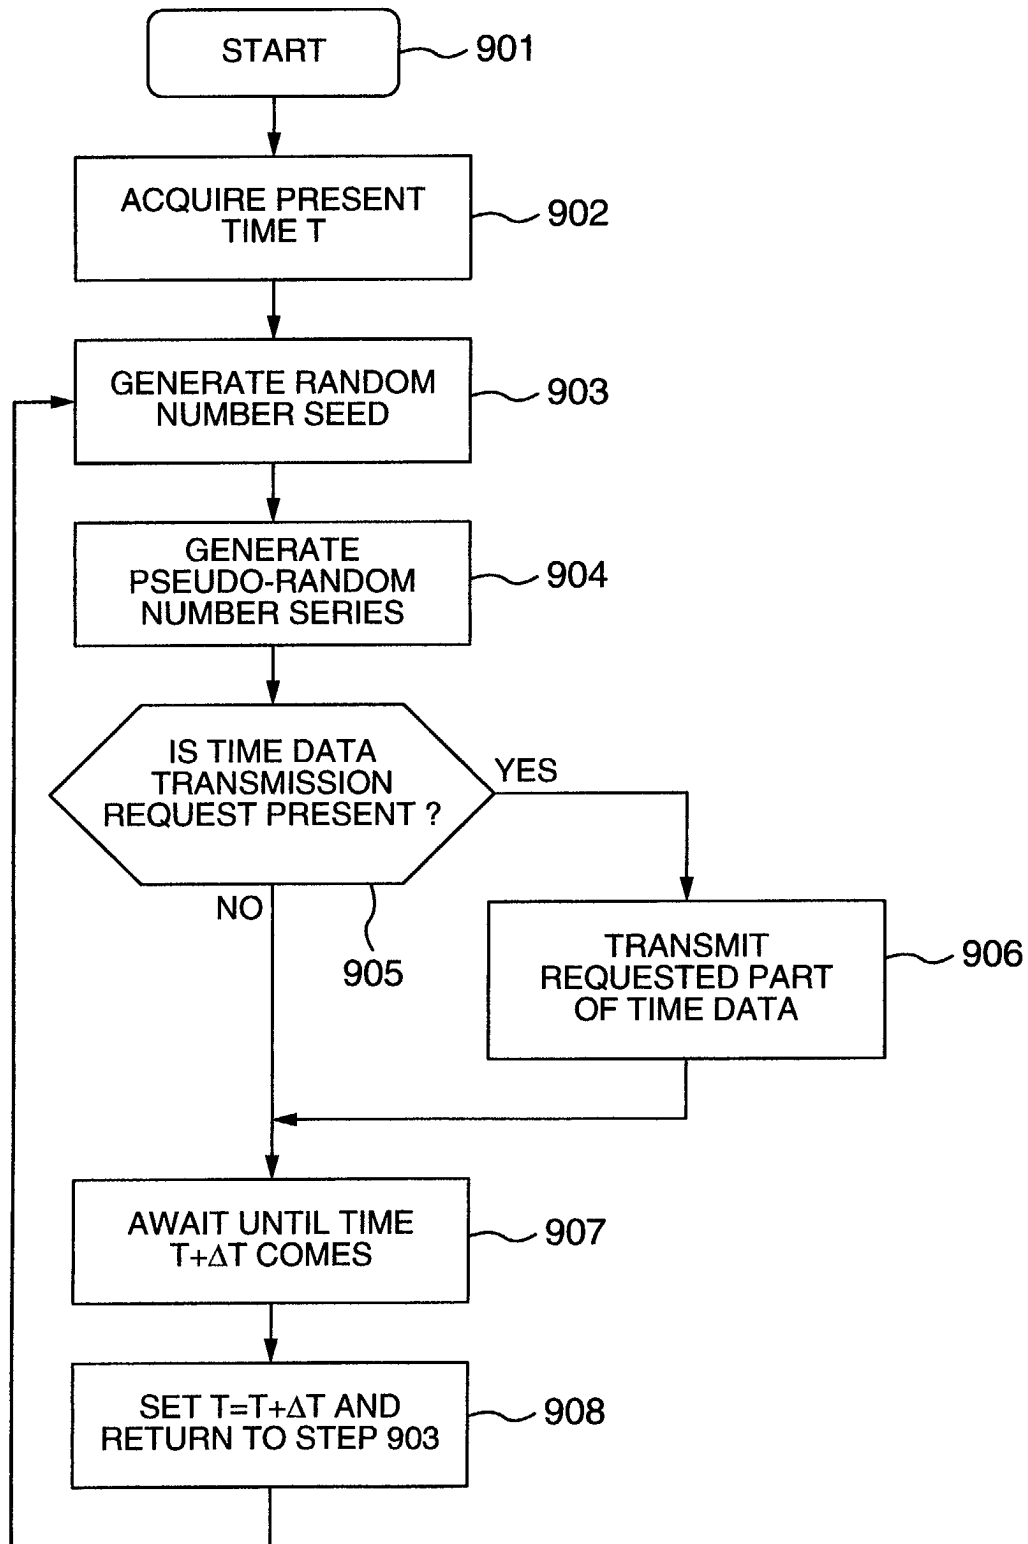 START
901
ACQUIRE PRESENT
TIME T
902
GENERATE RANDOM
NUMBER SEED
903
GENERATE
PSEUDO-RANDOM
NUMBER SERIES
904
IS TIME DATA
TRANSMISSION
REQUEST PRESENT ?
YES
NO
905
TRANSMIT
REQUESTED PART
OF TIME DATA
906
AWAIT UNTIL TIME
T+ΔT COMES
907
SET T=T+ΔT AND
RETURN TO STEP 903
908